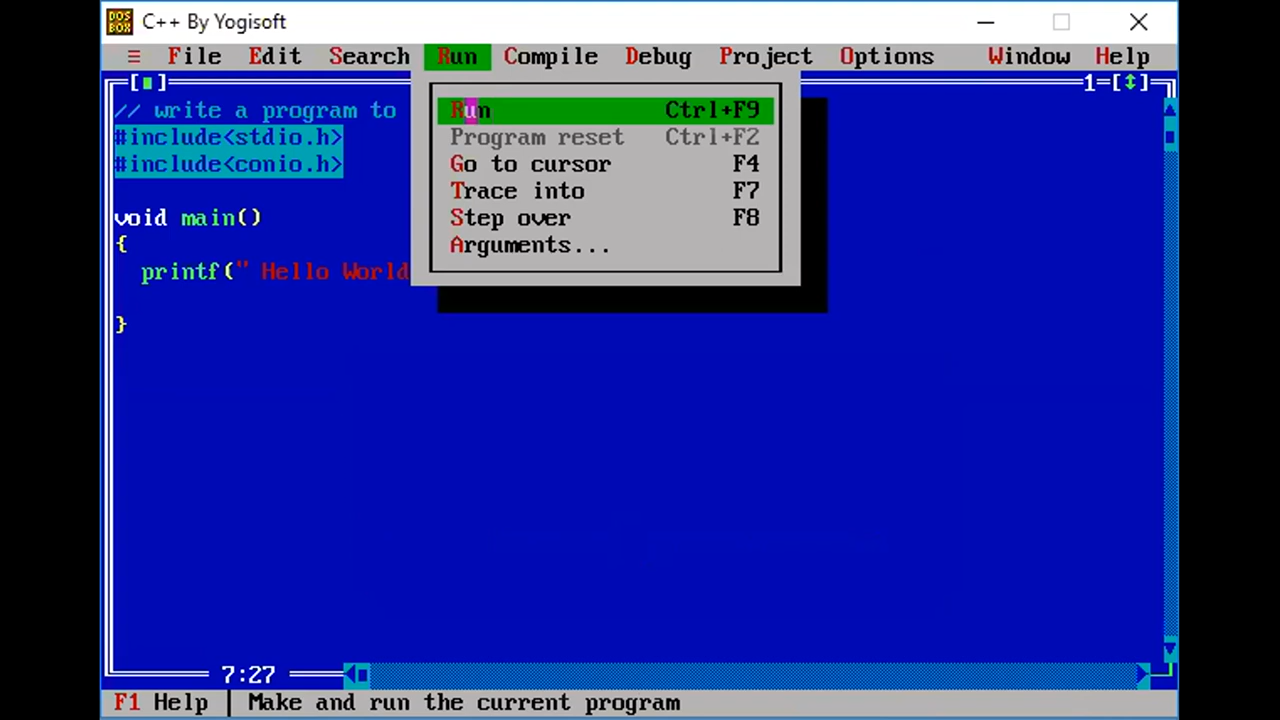 C++ By Yogisoft
≡ File Edit Search Run Compile Debug Project Options Window Help
1=[↕]
// write a program to
#include<stdio.h>
#include<conio.h>
void main()
{
printf(" Hello World
}
Run Ctrl+F9
Program reset Ctrl+F2
Go to cursor F4
Trace into F7
Step over F8
Arguments...
7:27
F1 Help | Make and run the current program